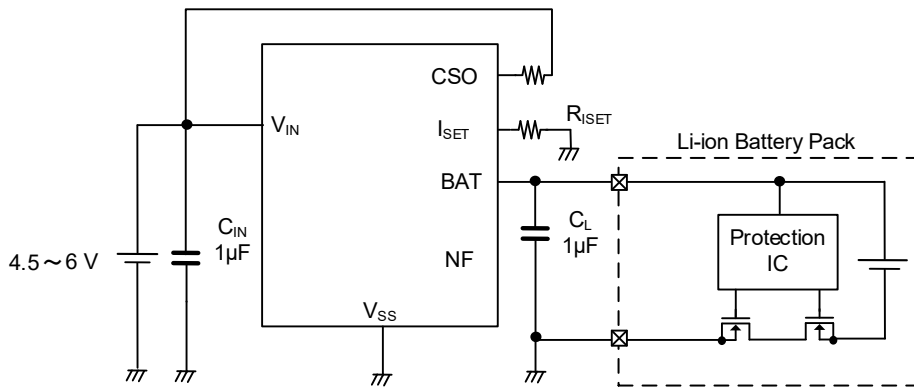 CSO
V_IN
I_SET
R_ISET
Li-ion Battery Pack
BAT
C_IN
1µF
C_L
1µF
Protection
IC
4.5～6 V
NF
V_SS